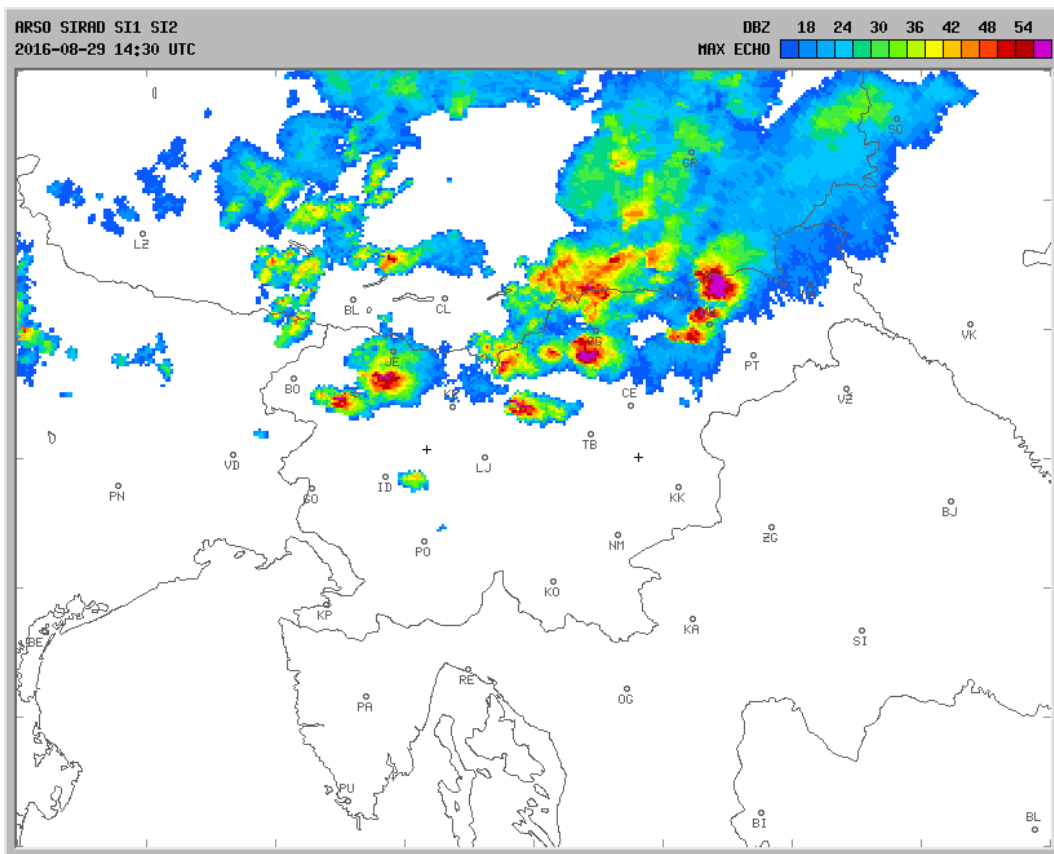 ARSO SIRAD SI1 SI2
2016-08-29 14:30 UTC
DBZ 18 24 30 36 42 48 54
MAX ECHO
SO
GR
LZ
BL
CL
VK
JE
PT
BO
KR
CE
VŽ
TB
VD
LJ
ID
PN
GO
KK
BJ
ZG
PO
NM
KO
KP
KA
BE
SI
RE
PA
OG
PU
BI
BL